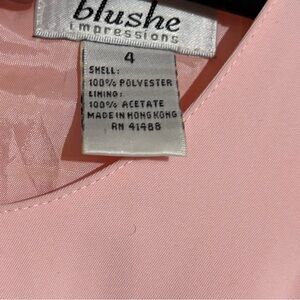 blushe
impressions
4
SHELL:
100% POLYESTER
LINING:
100% ACETATE
MADE IN HONG KONG
RN 41488